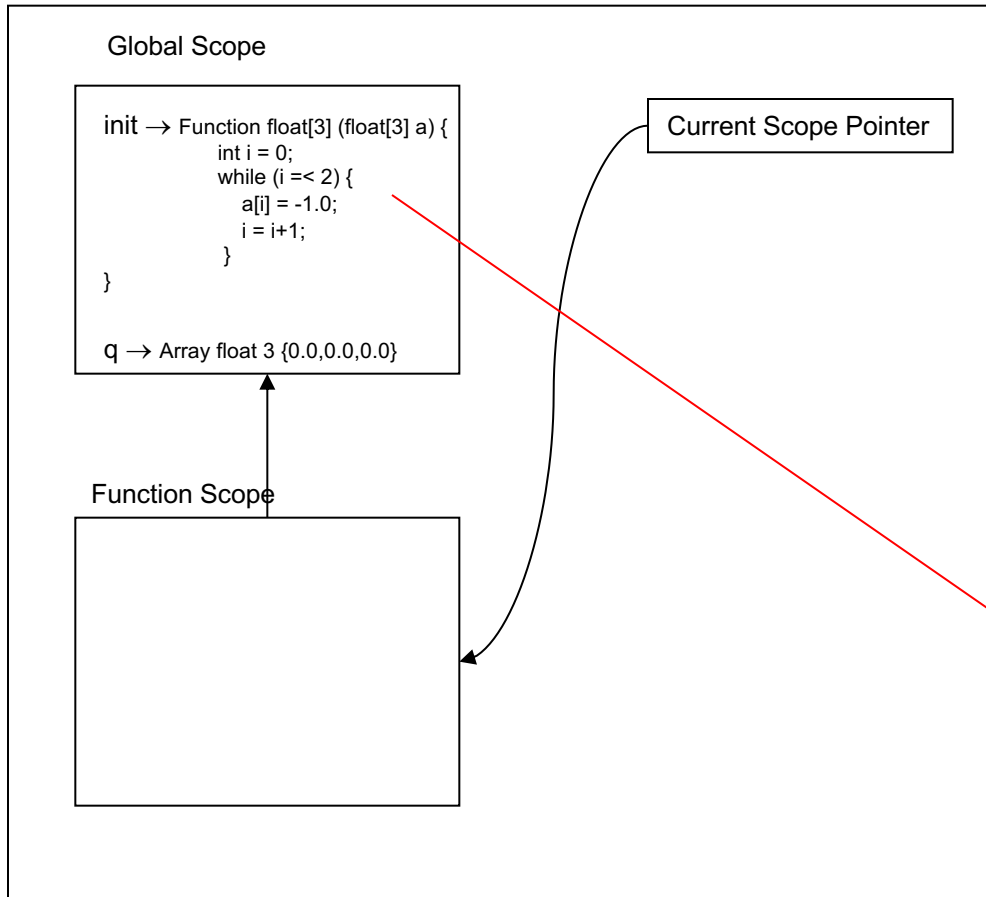 Global Scope
init → Function float[3] (float[3] a) {
int i = 0;
while (i =< 2) {
a[i] = -1.0;
i = i+1;
}
}
q → Array float 3 {0.0,0.0,0.0}
Current Scope Pointer
Function Scope